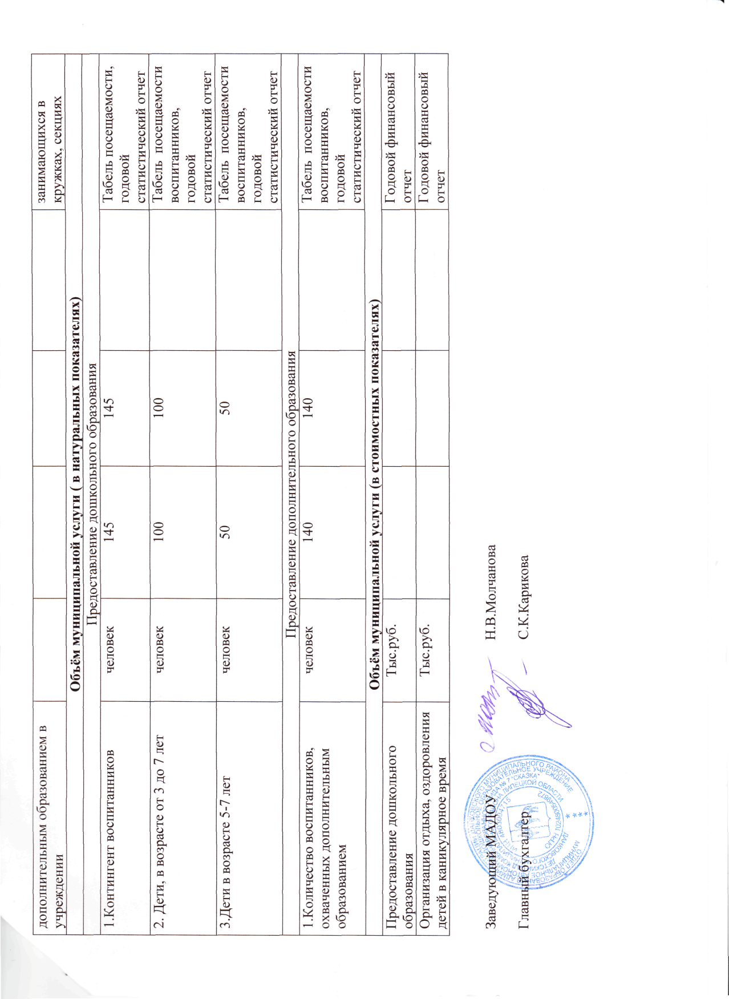 дополнительным образованием в
учреждении
занимающихся в
кружках, секциях
Объём муниципальной услуги ( в натуральных показателях)
Предоставление дошкольного образования
1.Контингент воспитанников
человек
145
145
Табель посещаемости,
годовой
статистический отчет
2. Дети, в возрасте от 3 до 7 лет
человек
100
100
Табель посещаемости
воспитанников,
годовой
статистический отчет
3.Дети в возрасте 5-7 лет
человек
50
50
Табель посещаемости
воспитанников,
годовой
статистический отчет
Предоставление дополнительного образования
1.Количество воспитанников,
охваченных дополнительным
образованием
человек
140
140
Табель посещаемости
воспитанников,
годовой
статистический отчет
Объём муниципальной услуги (в стоимостных показателях)
Предоставление дошкольного
образования
Тыс.руб.
Годовой финансовый
отчет
Организация отдыха, оздоровления
детей в каникулярное время
Тыс.руб.
Годовой финансовый
отчет
Заведующий МАДОУ Н.В.Молчанова
Главный бухгалтер С.К.Карикова
МУНИЦИПАЛЬНОГО РАЙОНА
ОБРАЗОВАТЕЛЬНОЕ УЧРЕЖДЕНИЕ
№ 7 "СКАЗКА"
ЛИПЕЦКОЙ ОБЛАСТИ
ОГРН 1024800549872